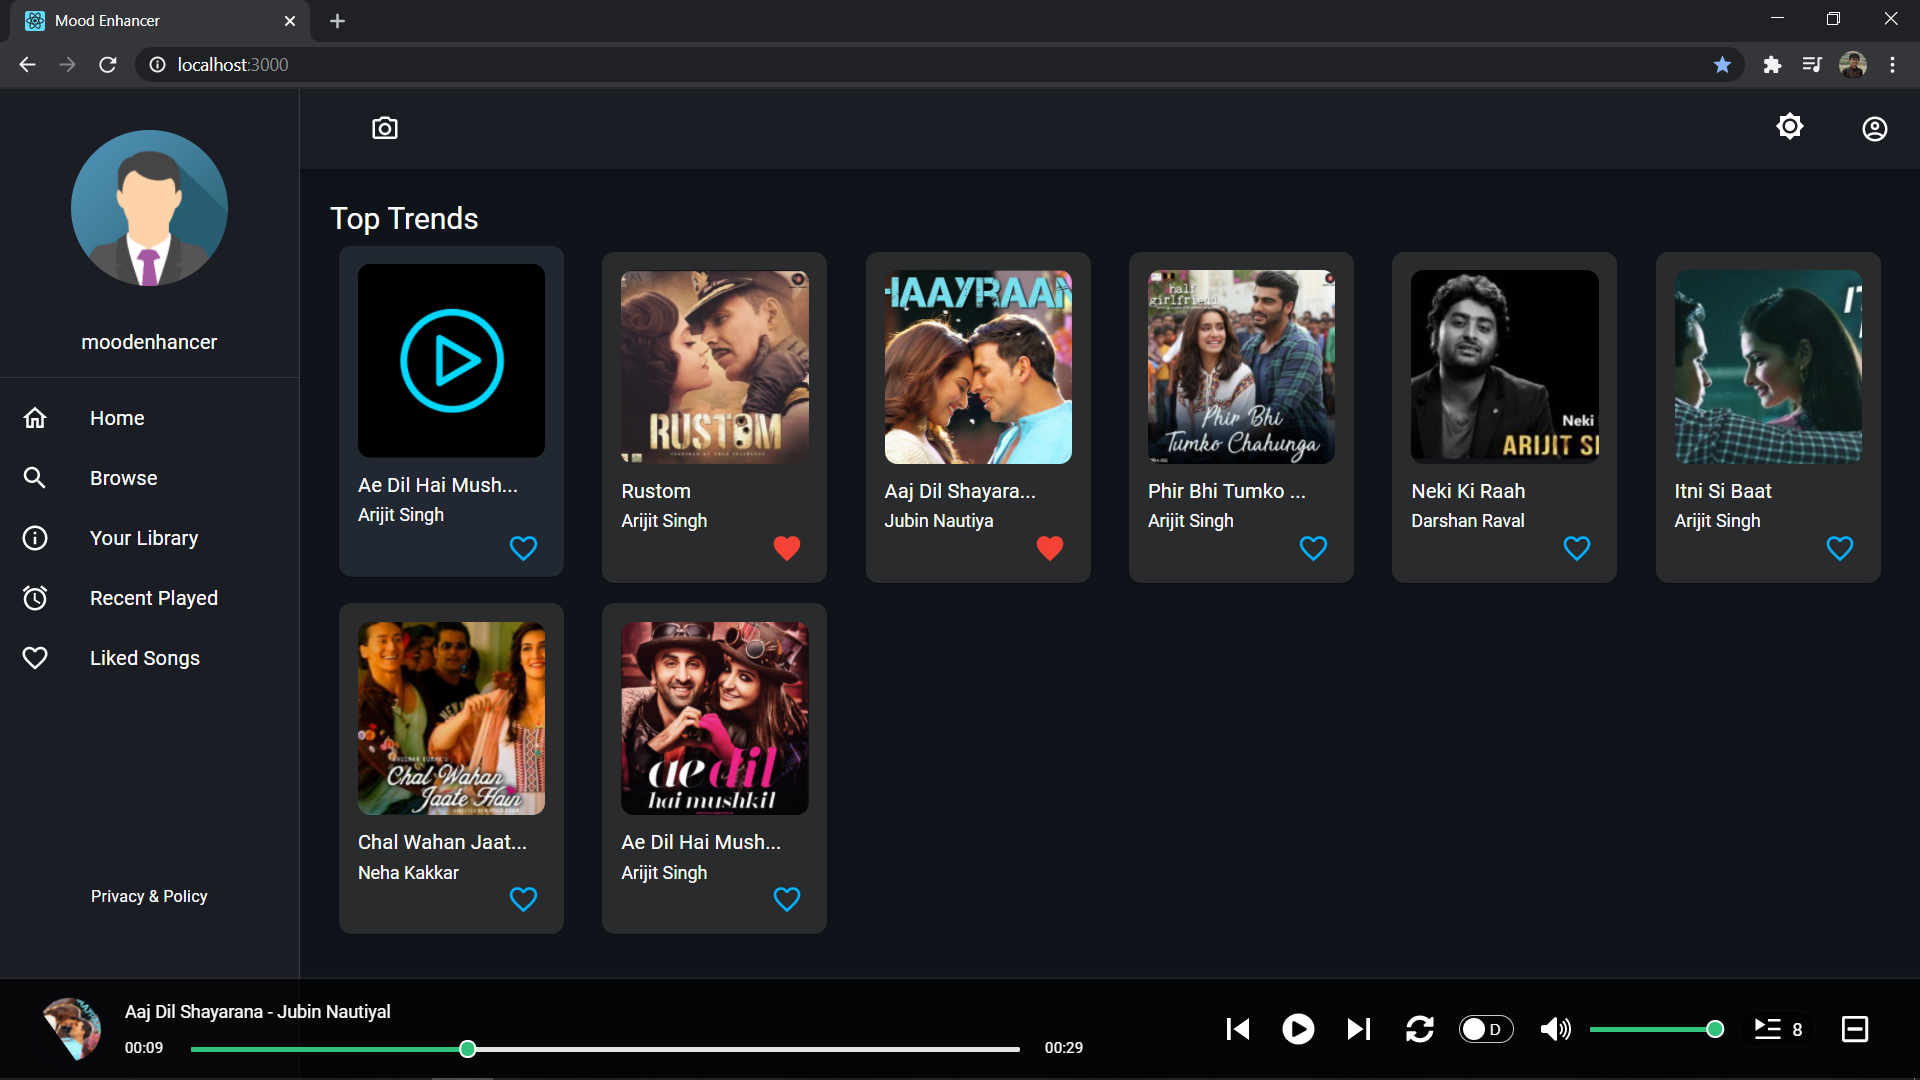 Mood Enhancer
localhost:3000
moodenhancer
Home
Browse
Your Library
Recent Played
Liked Songs
Privacy & Policy
Top Trends
Ae Dil Hai Mush...
Arijit Singh
RUSTOM
Rustom
Arijit Singh
HAAYRAAN
Aaj Dil Shayara...
Jubin Nautiya
half
girlfriend
Phir Bhi
Tumko Chahunga
Phir Bhi Tumko ...
Arijit Singh
Neki
ARIJIT SI
Neki Ki Raah
Darshan Raval
Itni Si Baat
Arijit Singh
Chal Wahan
Jaate Hain
Chal Wahan Jaat...
Neha Kakkar
ae dil
hai mushkil
Ae Dil Hai Mush...
Arijit Singh
Aaj Dil Shayarana - Jubin Nautiyal
00:09
00:29
D
8